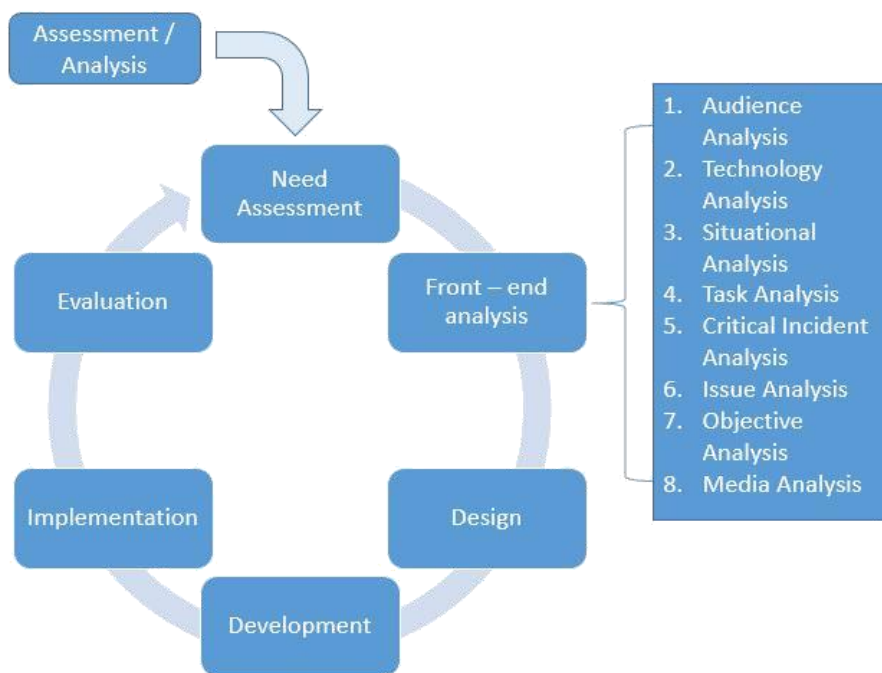 Assessment /
Analysis
Need
Assessment
Front – end
analysis
Design
Development
Implementation
Evaluation
1. Audience
Analysis
2. Technology
Analysis
3. Situational
Analysis
4. Task Analysis
5. Critical Incident
Analysis
6. Issue Analysis
7. Objective
Analysis
8. Media Analysis